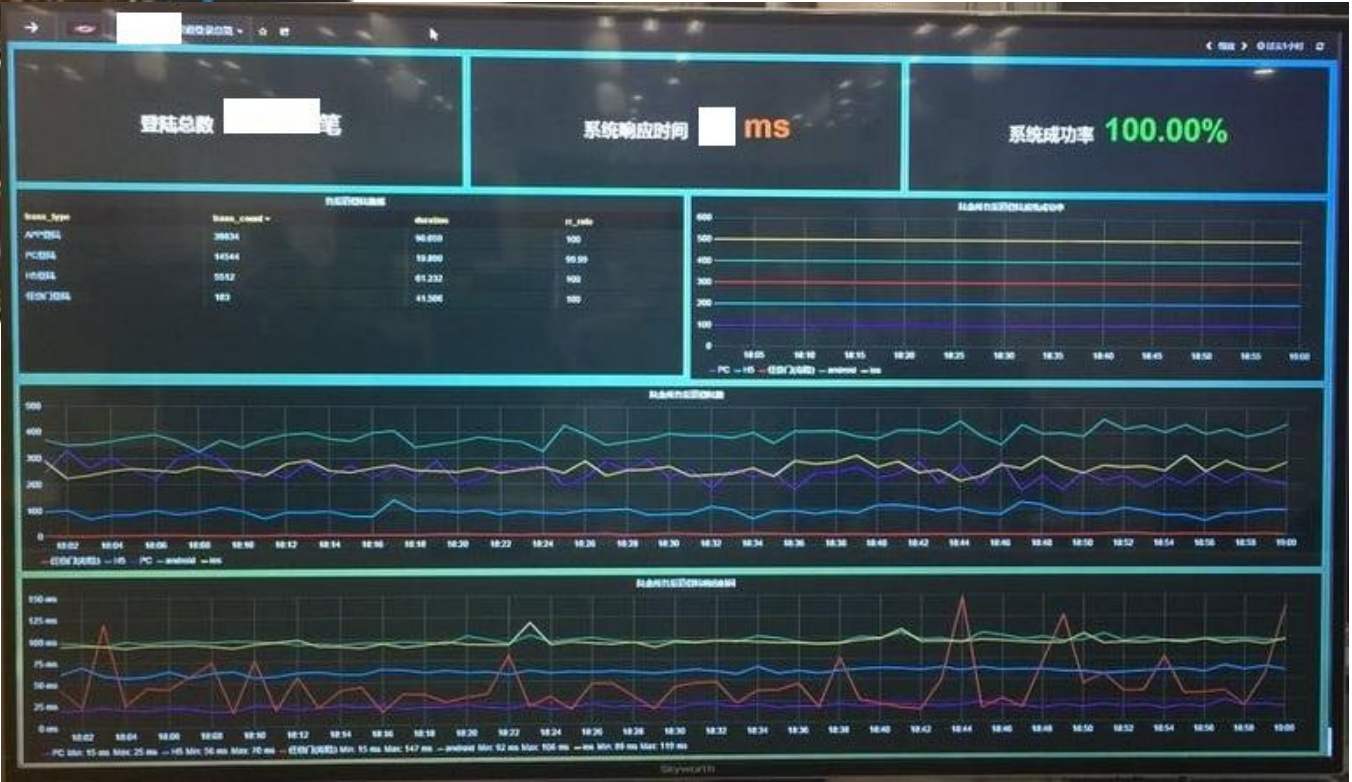 登陆总数 笔
系统响应时间 ms
系统成功率 100.00%
trans_type trans_count duration rr_rate
APP登陆 39834 90.859 100
PC登陆 14544 19.890 99.99
H5登陆 5512 61.232 100
任意门登陆 183 41.506 100
600
500
400
300
200
100
0
18:05 18:10 18:15 18:20 18:25 18:30 18:35 18:40 18:45 18:50 18:55 19:00
PC H5 android ios
500
400
300
200
100
0
18:02 18:04 18:06 18:08 18:10 18:12 18:14 18:16 18:18 18:20 18:22 18:24 18:26 18:28 18:30 18:32 18:34 18:36 18:38 18:40 18:42 18:44 18:46 18:48 18:50 18:52 18:54 18:56 18:58 19:00
H5 PC android ios
150 ms
125 ms
100 ms
75 ms
50 ms
25 ms
0 ms
18:02 18:04 18:06 18:08 18:10 18:12 18:14 18:16 18:18 18:20 18:22 18:24 18:26 18:28 18:30 18:32 18:34 18:36 18:38 18:40 18:42 18:44 18:46 18:48 18:50 18:52 18:54 18:56 18:58 19:00
PC Min: 15 ms Max: 25 ms H5 Min: 56 ms Max: 70 ms Min: 15 ms Max: 147 ms android Min: 92 ms Max: 106 ms ios Min: 89 ms Max: 119 ms
Skyworth